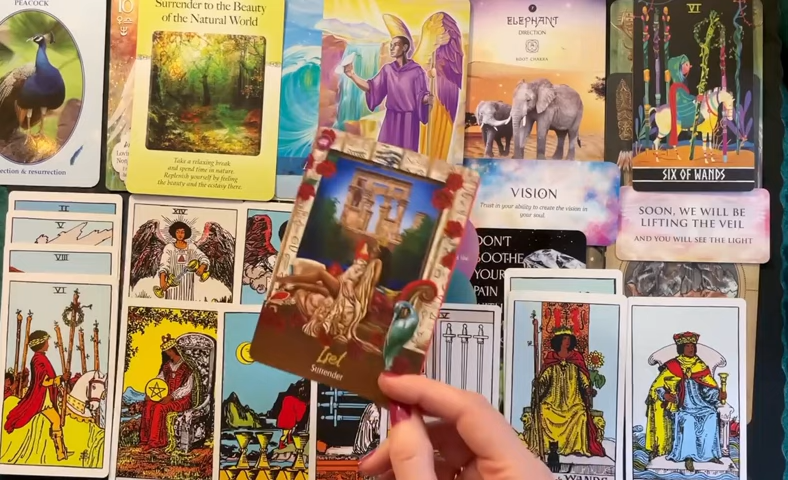 PEACOCK
10
Surrender to the Beauty
of the Natural World
Take a relaxing break
and spend time in nature.
Replenish yourself by feeling
the beauty and the ecstasy there.
ELEPHANT
DIRECTION
ROOT CHAKRA
VI
SIX OF WANDS
VISION
Trust in your ability to create the vision in
your soul.
SOON, WE WILL BE
LIFTING THE VEIL
AND YOU WILL SEE THE LIGHT
DON'T
SOOTHE
YOUR
PAIN
II
V
VIII
VI
XIV
Surrender
WANDS